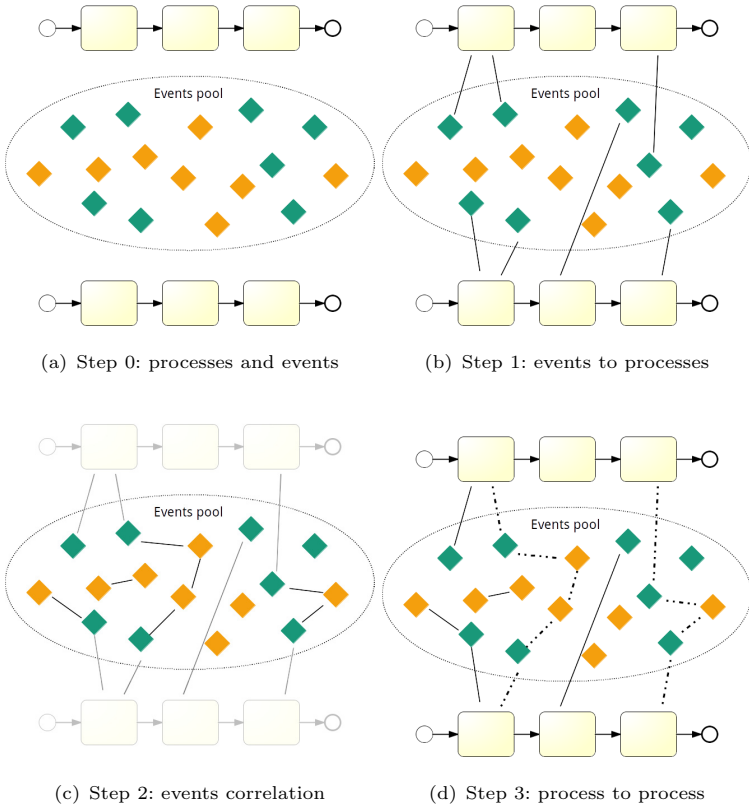 Events pool
Events pool
(a) Step 0: processes and events
(b) Step 1: events to processes
Events pool
Events pool
(c) Step 2: events correlation
(d) Step 3: process to process